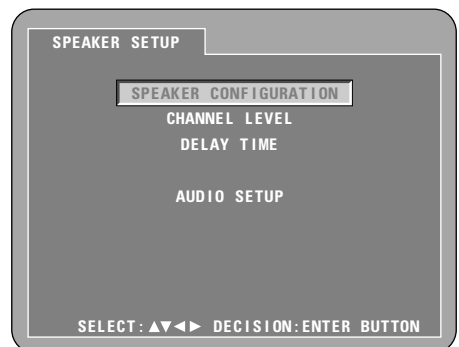 SPEAKER SETUP
SPEAKER CONFIGURATION
CHANNEL LEVEL
DELAY TIME
AUDIO SETUP
SELECT:▲▼◄► DECISION:ENTER BUTTON